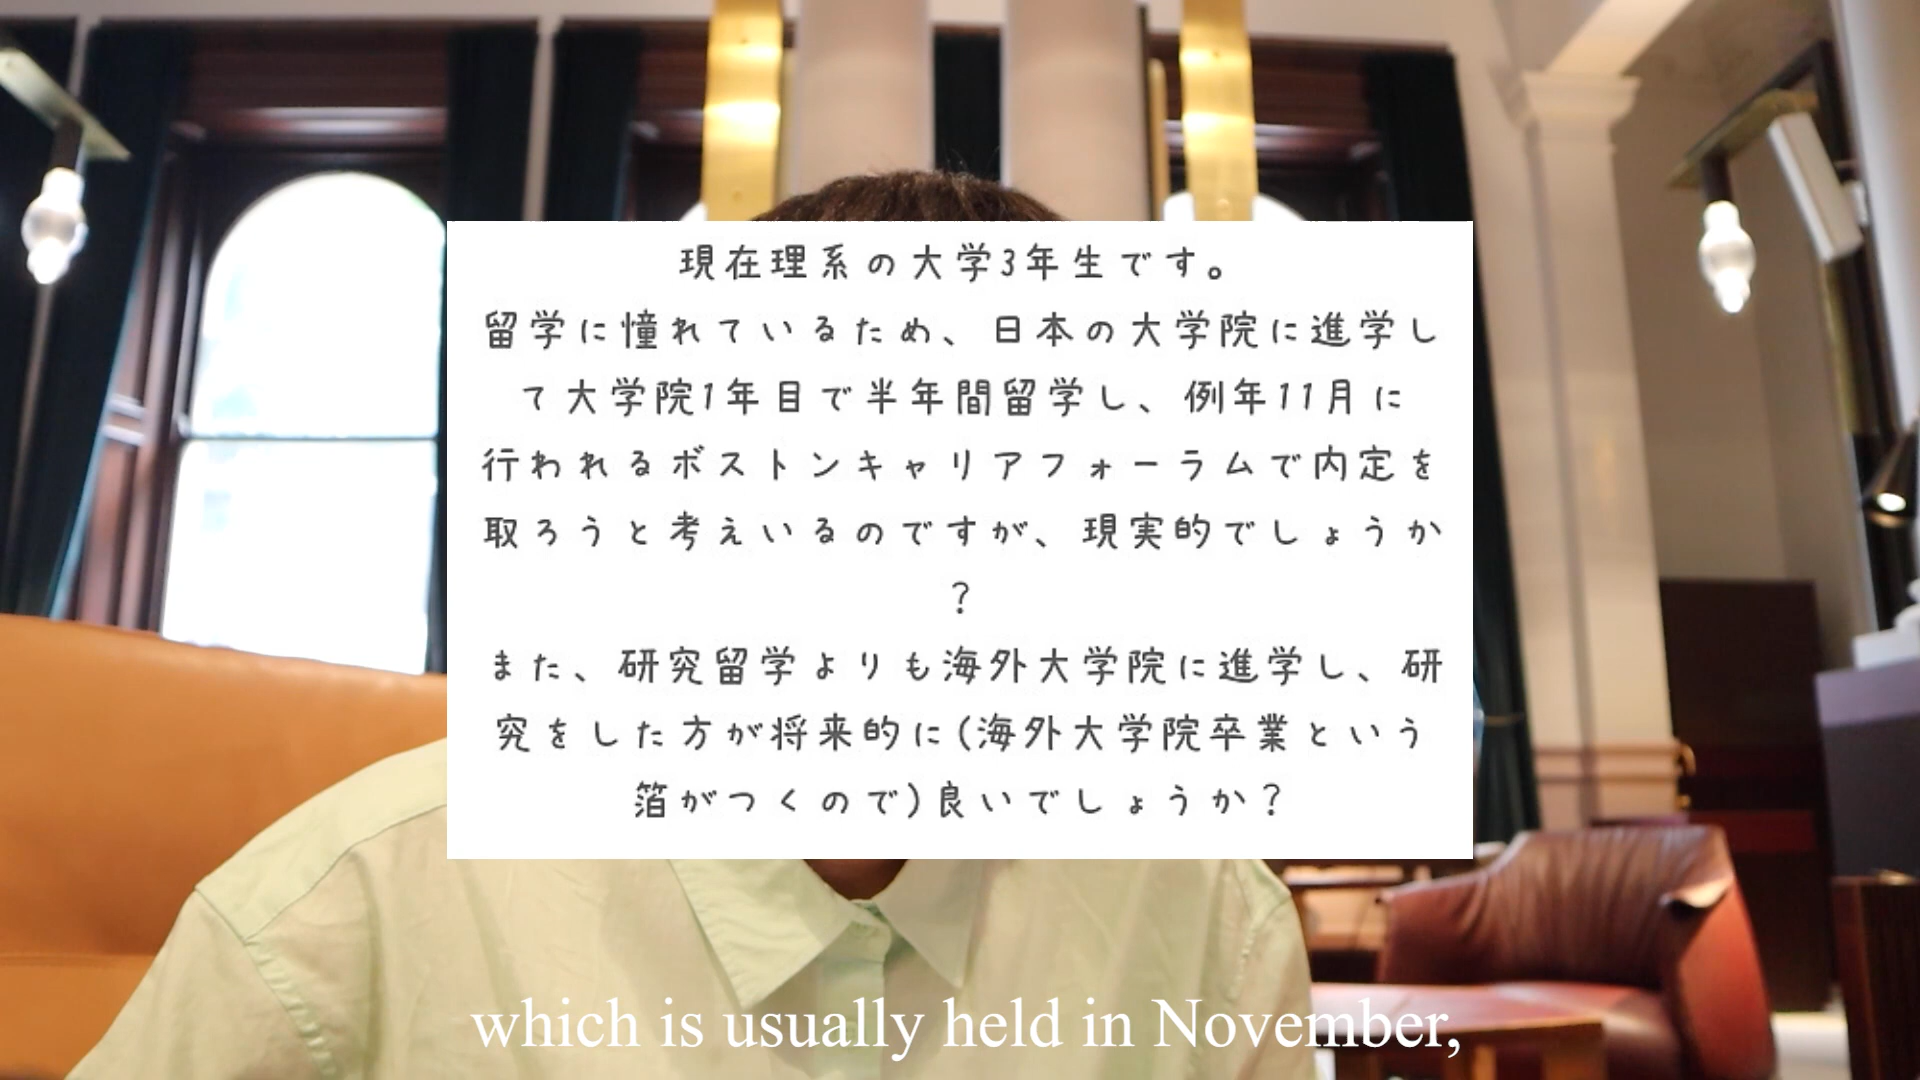 現在理系の大学3年生です。
留学に憧れているため、日本の大学院に進学し
て大学院1年目で半年間留学し、例年11月に
行われるボストンキャリアフォーラムで内定を
取ろうと考えいるのですが、現実的でしょうか
?
また、研究留学よりも海外大学院に進学し、研
究をした方が将来的に(海外大学院卒業という
箔がつくので)良いでしょうか?
which is usually held in November,